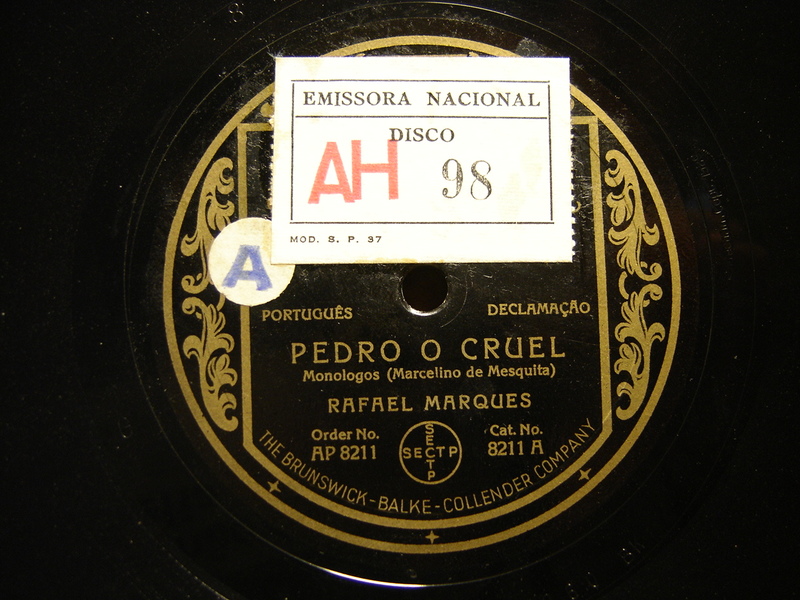 EMISSORA NACIONAL
DISCO
AH 98
MOD. S. P. 37
A
PORTUGUÊS DECLAMAÇÃO
PEDRO O CRUEL
Monologos (Marcelino de Mesquita)
RAFAEL MARQUES
Order No. Cat. No.
AP 8211 8211 A
SECTP
SECTP
THE BRUNSWICK-BALKE-COLLENDER COMPANY